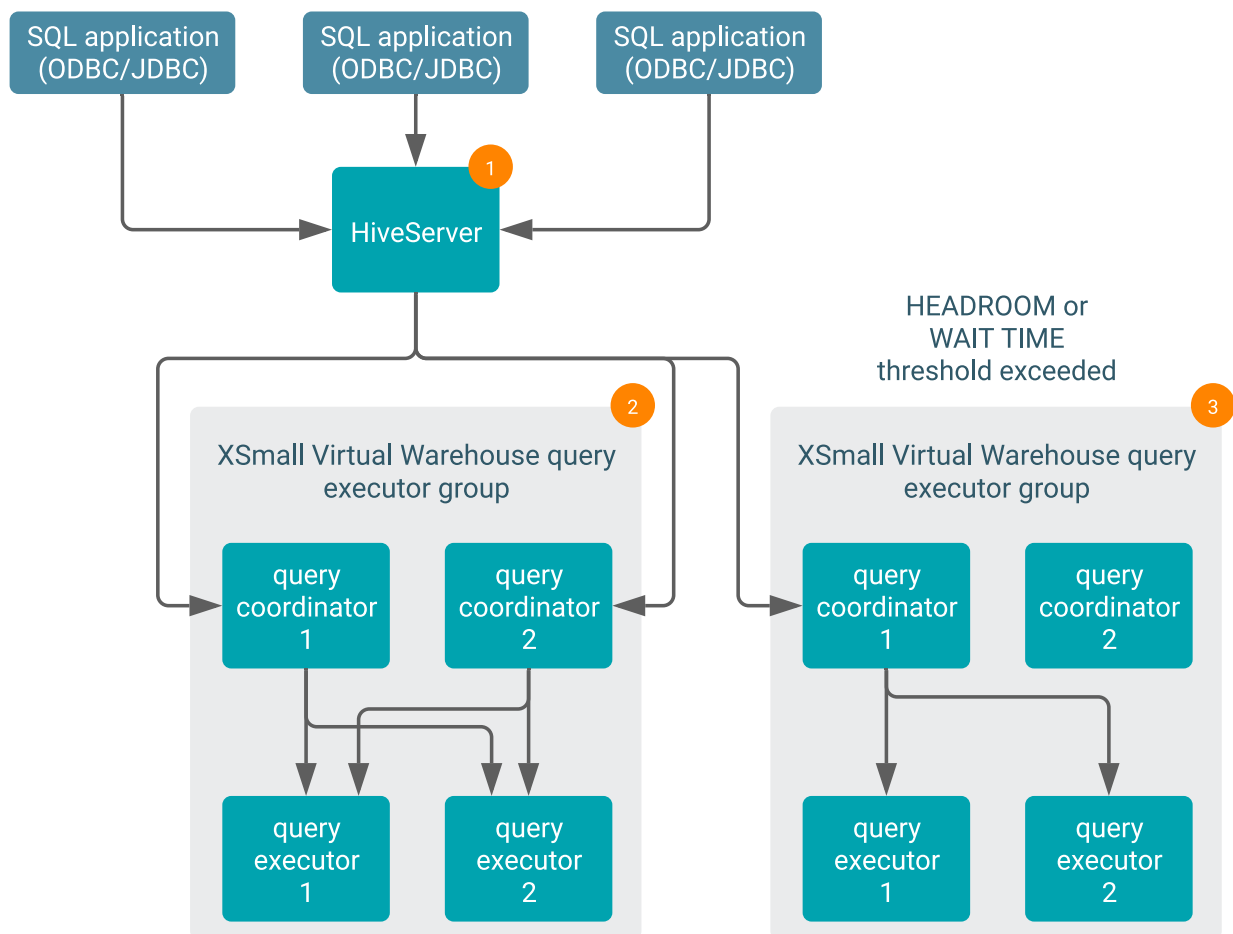 SQL application
(ODBC/JDBC)
SQL application
(ODBC/JDBC)
SQL application
(ODBC/JDBC)
1
HiveServer
HEADROOM or
WAIT TIME
threshold exceeded
2
XSmall Virtual Warehouse query
executor group
query
coordinator
1
query
coordinator
2
query
executor
1
query
executor
2
3
XSmall Virtual Warehouse query
executor group
query
coordinator
1
query
coordinator
2
query
executor
1
query
executor
2